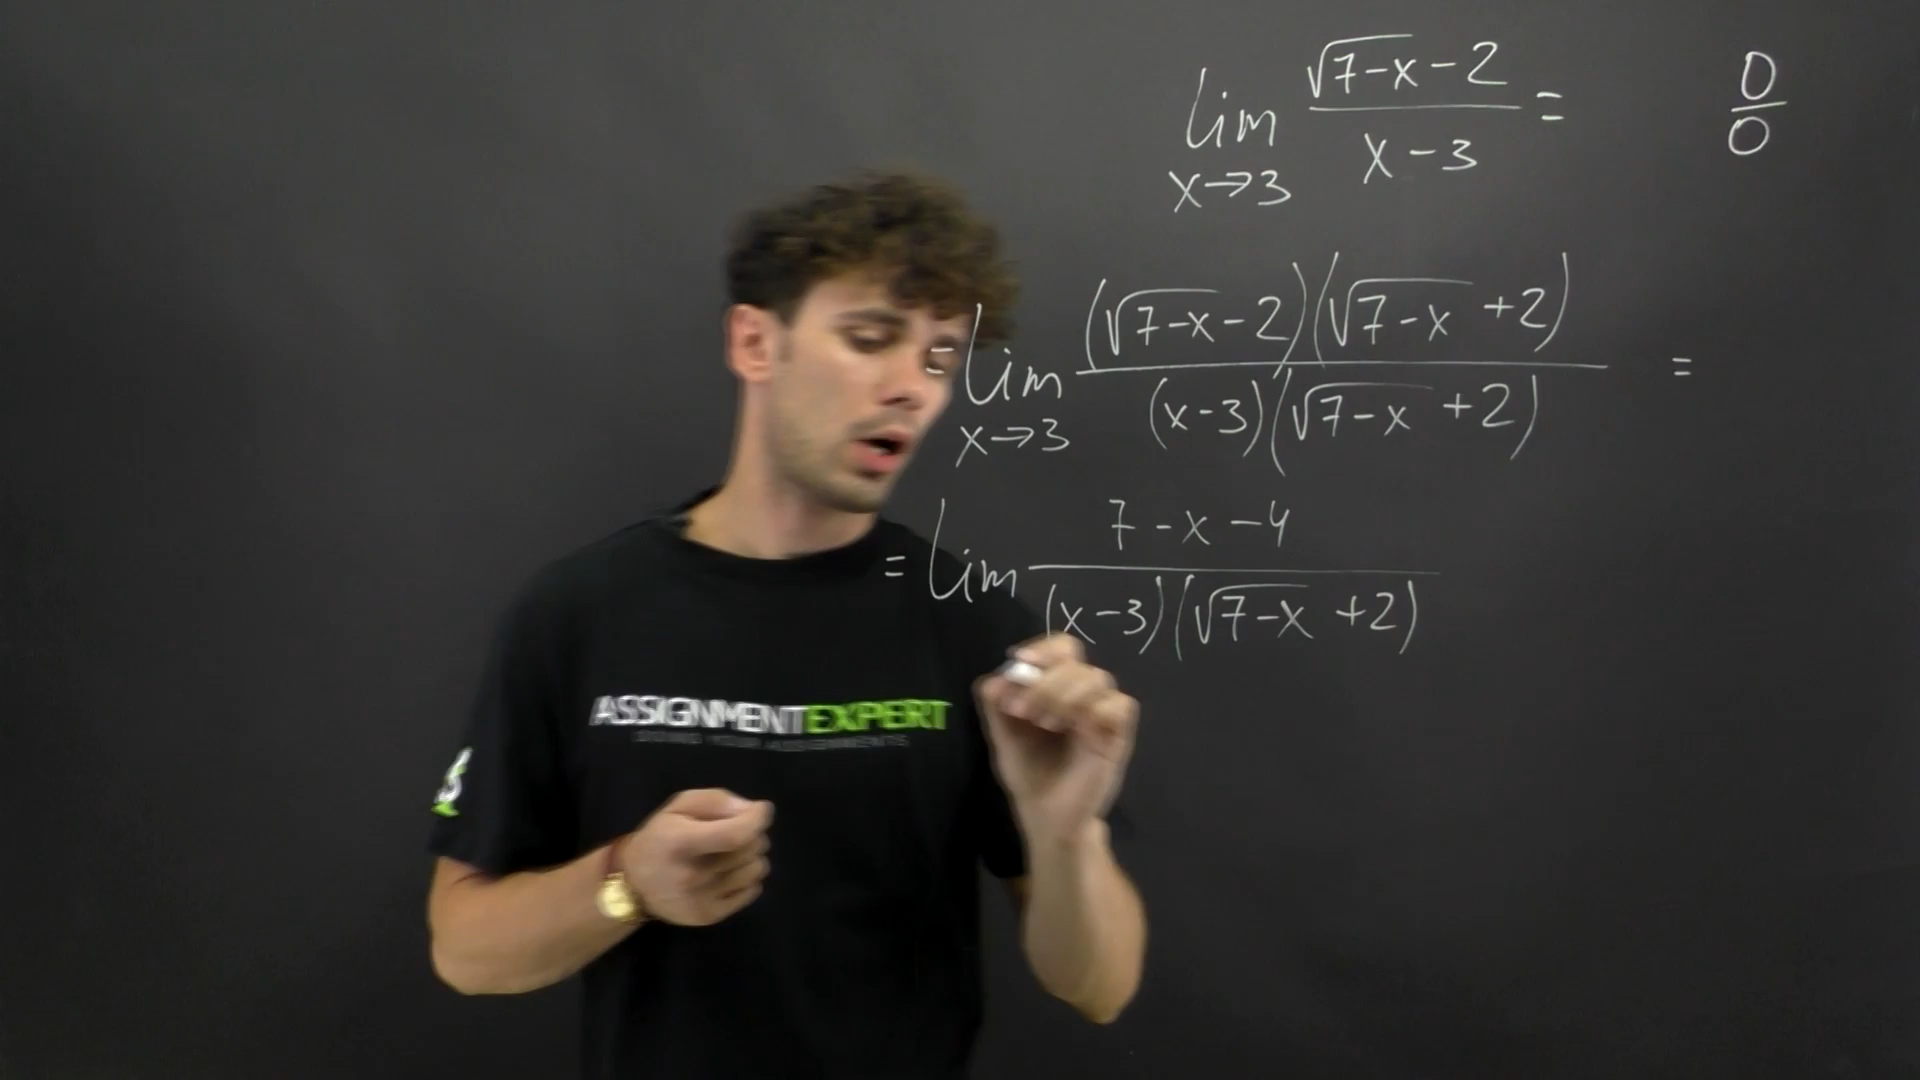 lim √7-x - 2 / x - 3 =
x→3
0/0
= lim (√7-x - 2)(√7-x + 2) / (x-3)(√7-x + 2) =
x→3
= lim 7 - x - 4 / (x-3)(√7-x + 2)
ASSIGNMENTEXPERT